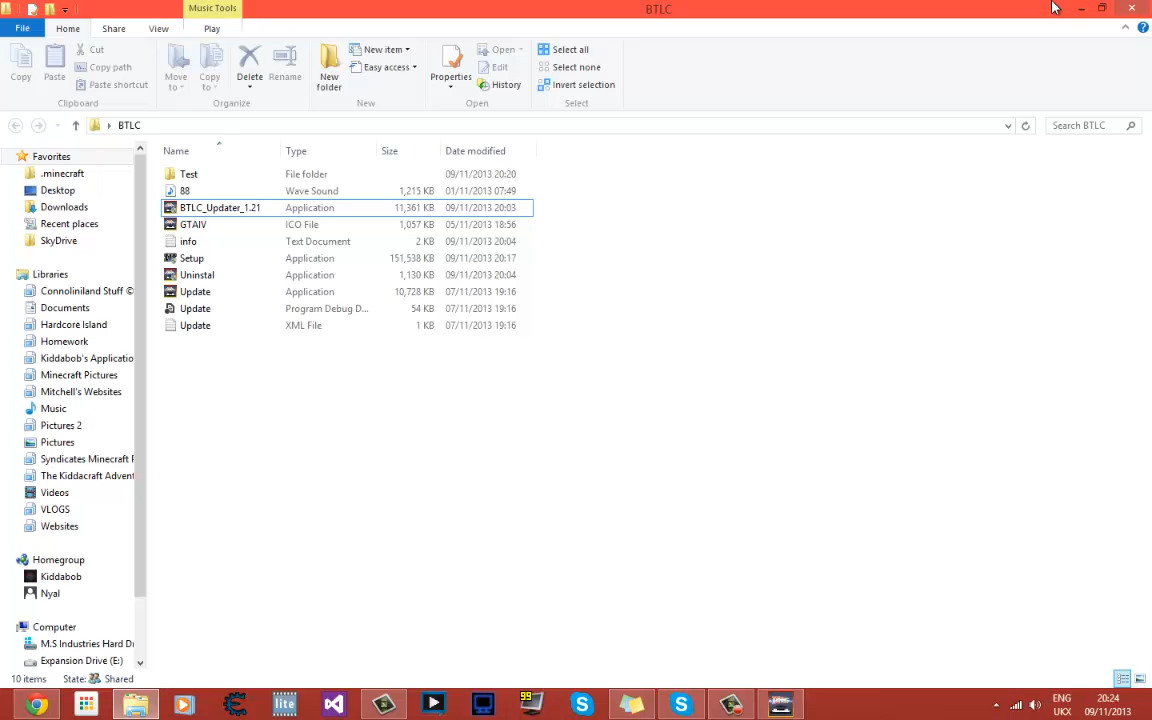 Music Tools
BTLC
File Home Share View Play
Copy
Paste
Cut
Copy path
Paste shortcut
Clipboard
Move to
Copy to
Delete
Rename
Organize
New folder
New item
Easy access
New
Properties
Open
Edit
History
Open
Select all
Select none
Invert selection
Select
BTLC
Search BTLC
Name Type Size Date modified
Test File folder 09/11/2013 20:20
88 Wave Sound 1,215 KB 01/11/2013 07:49
BTLC_Updater_1.21 Application 11,361 KB 09/11/2013 20:03
GTAIV ICO File 1,057 KB 05/11/2013 18:56
info Text Document 2 KB 09/11/2013 20:04
Setup Application 151,538 KB 09/11/2013 20:17
Uninstal Application 1,130 KB 09/11/2013 20:04
Update Application 10,728 KB 07/11/2013 19:16
Update Program Debug D... 54 KB 07/11/2013 19:16
Update XML File 1 KB 07/11/2013 19:16
Favorites
.minecraft
Desktop
Downloads
Recent places
SkyDrive
Libraries
Connoliniland Stuff ©
Documents
Hardcore Island
Homework
Kiddabob's Applicatio
Minecraft Pictures
Mitchell's Websites
Music
Pictures 2
Pictures
Syndicates Minecraft P
The Kiddacraft Adven
Videos
VLOGS
Websites
Homegroup
Kiddabob
Nyal
Computer
M.S Industries Hard D
Expansion Drive (E:)
10 items State: Shared
lite
99
ENG
UKX
20:24
09/11/2013